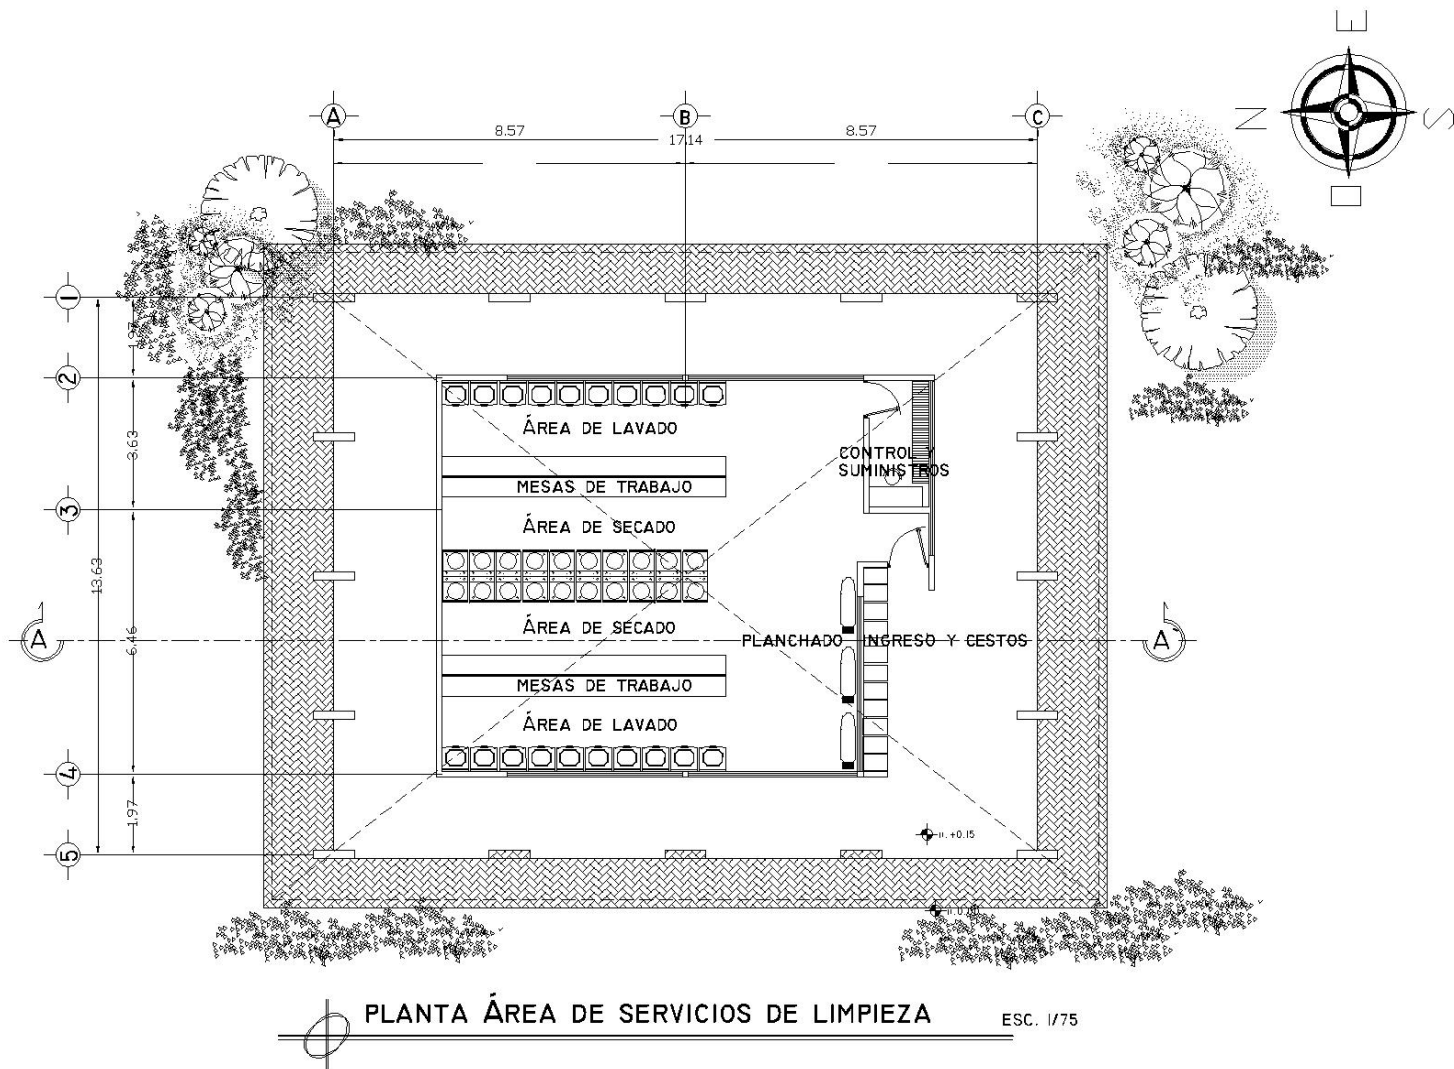 E
N
S
O
A
B
C
8.57
8.57
17.14
1
1.97
2
3.63
ÁREA DE LAVADO
CONTROL Y
SUMINISTROS
MESAS DE TRABAJO
3
ÁREA DE SECADO
13.63
ÁREA DE SECADO
6.46
A
PLANCHADO
INGRESO Y CESTOS
A'
MESAS DE TRABAJO
ÁREA DE LAVADO
4
1.97
n.+0.15
5
PLANTA ÁREA DE SERVICIOS DE LIMPIEZA
ESC. 1/75